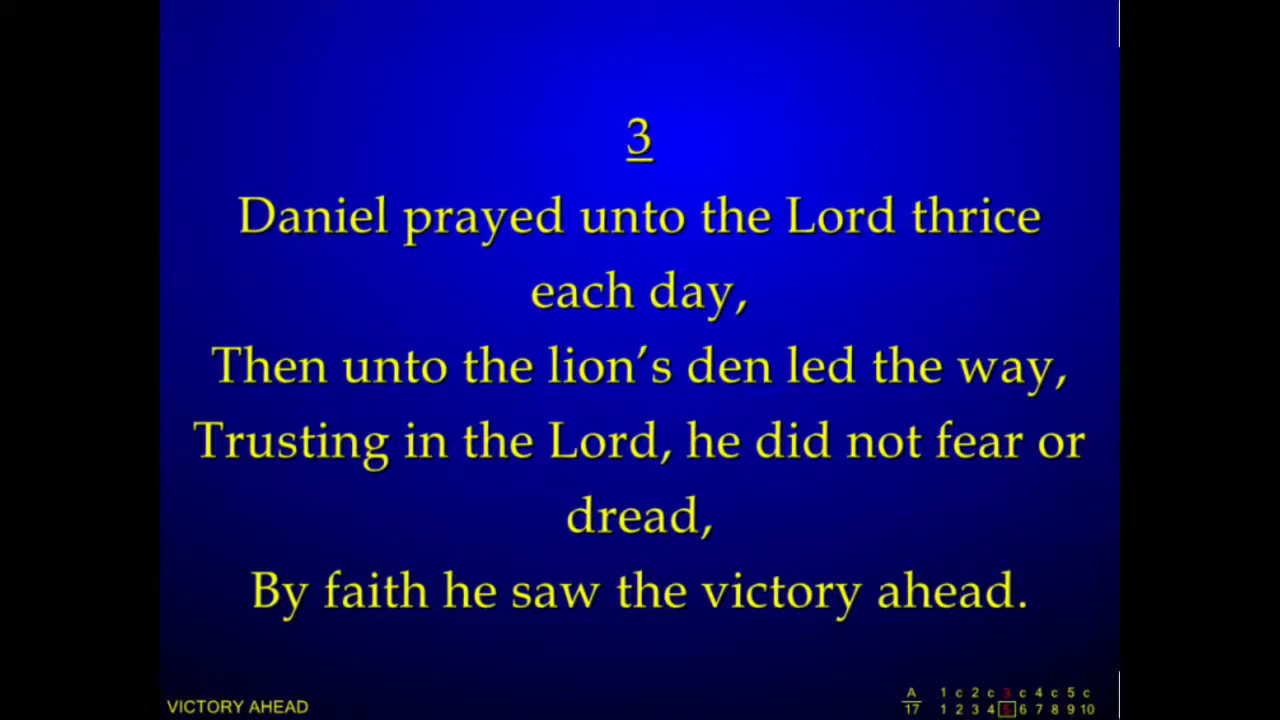 3
Daniel prayed unto the Lord thrice
each day,
Then unto the lion’s den led the way,
Trusting in the Lord, he did not fear or
dread,
By faith he saw the victory ahead.
VICTORY AHEAD
A 1 c 2 c 3 c 4 c 5 c
17 1 2 3 4 5 6 7 8 9 10